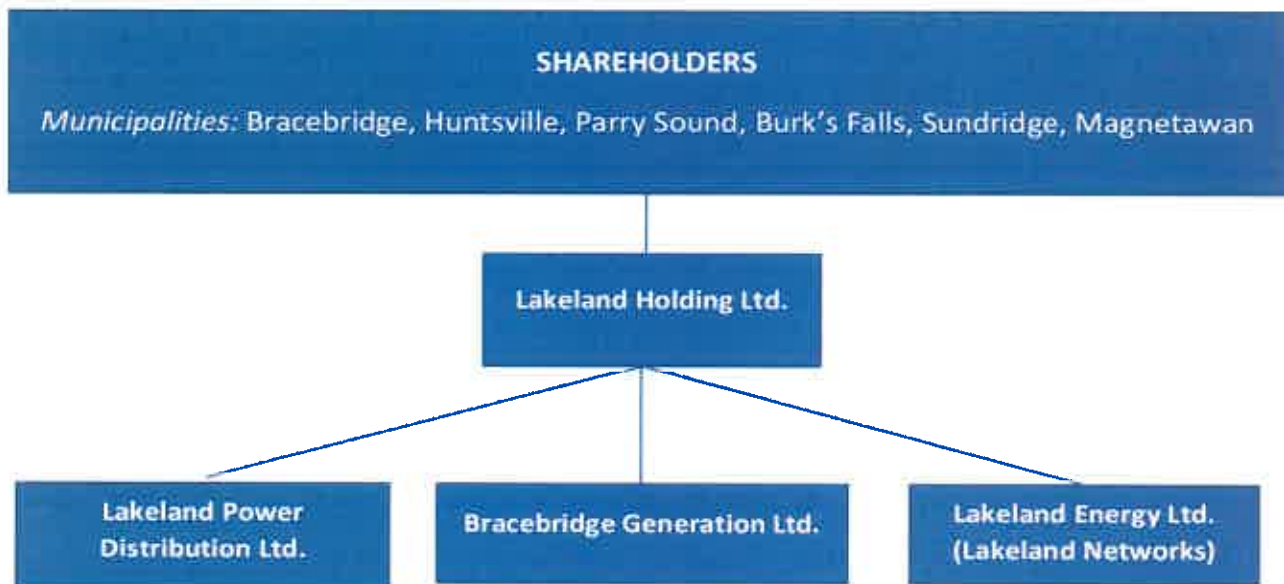 SHAREHOLDERS
Municipalities: Bracebridge, Huntsville, Parry Sound, Burk's Falls, Sundridge, Magnetawan
Lakeland Holding Ltd.
Lakeland Power
Distribution Ltd.
Bracebridge Generation Ltd.
Lakeland Energy Ltd.
(Lakeland Networks)